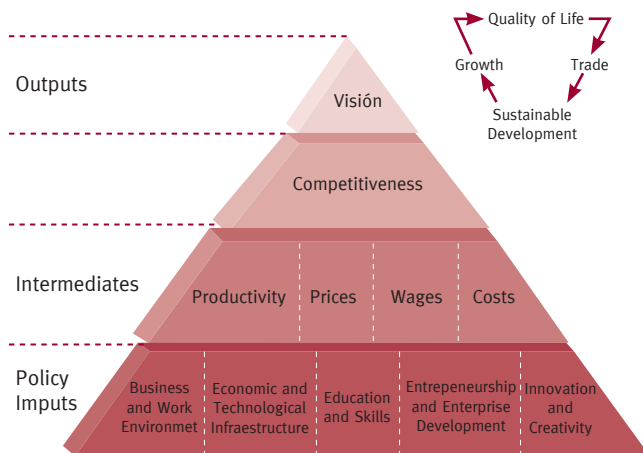 Quality of Life
Growth
Trade
Sustainable
Development
Outputs
Visión
Competitiveness
Intermediates
Productivity
Prices
Wages
Costs
Policy
Imputs
Business
and Work
Environmet
Economic and
Technological
Infraestructure
Education
and Skills
Entrepeneurship
and Enterprise
Development
Innovation
and
Creativity